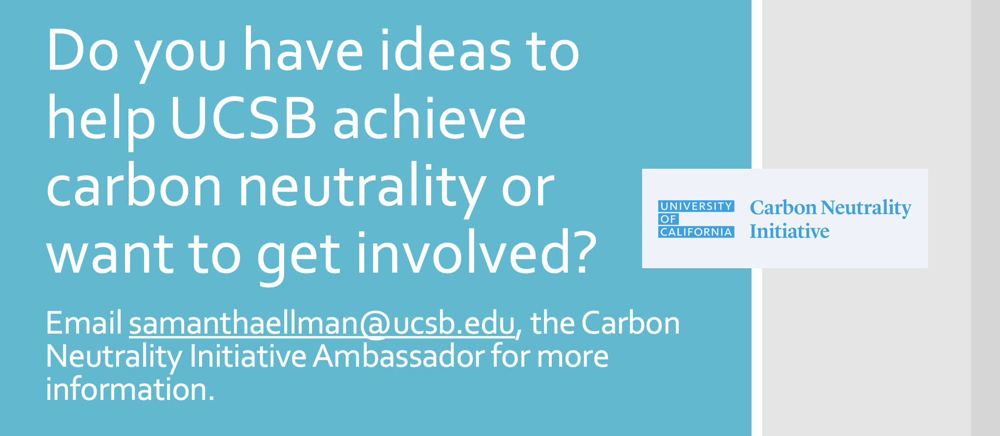 Do you have ideas to
help UCSB achieve
carbon neutrality or
want to get involved?
Email samanthaellman@ucsb.edu, the Carbon
Neutrality Initiative Ambassador for more
information.
UNIVERSITY
OF
CALIFORNIA
Carbon Neutrality
Initiative